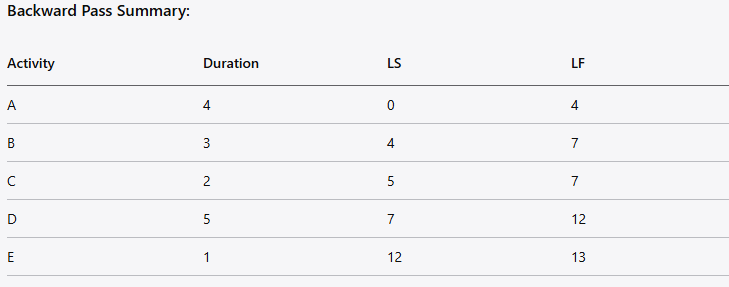 Backward Pass Summary:
Activity Duration LS LF
A 4 0 4
B 3 4 7
C 2 5 7
D 5 7 12
E 1 12 13